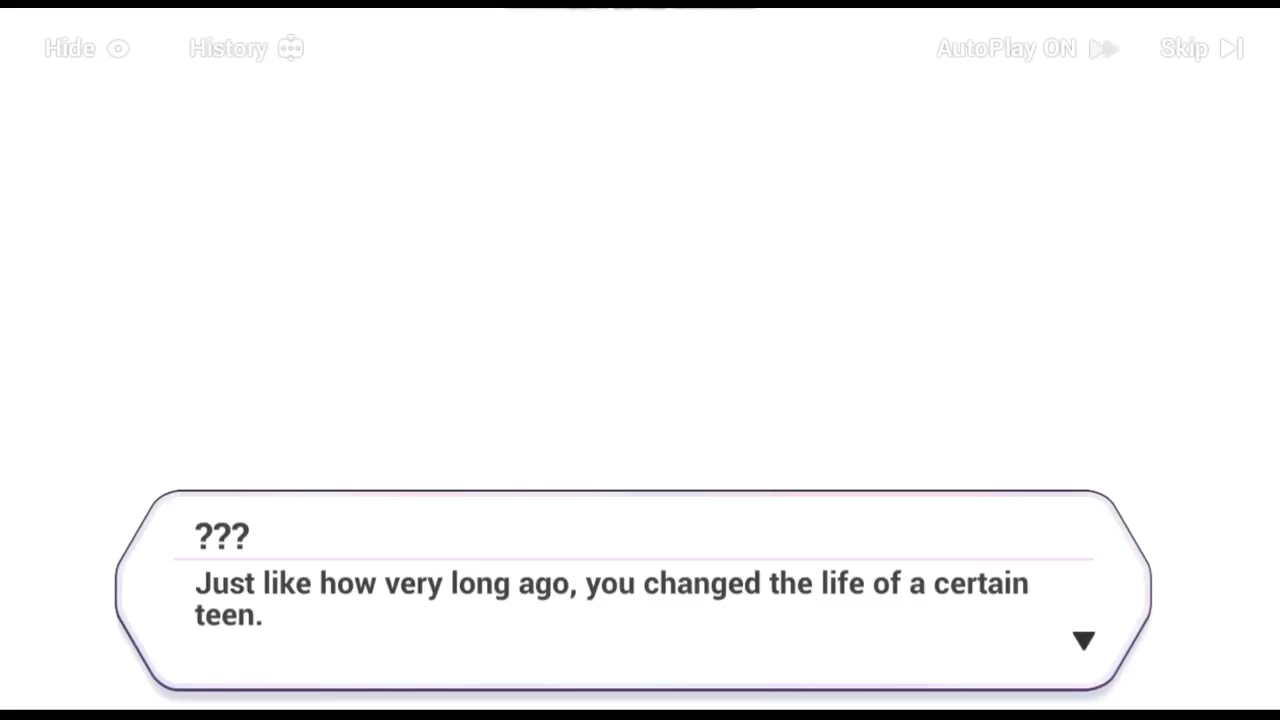 Hide
History
AutoPlay ON
Skip
???
Just like how very long ago, you changed the life of a certain
teen.